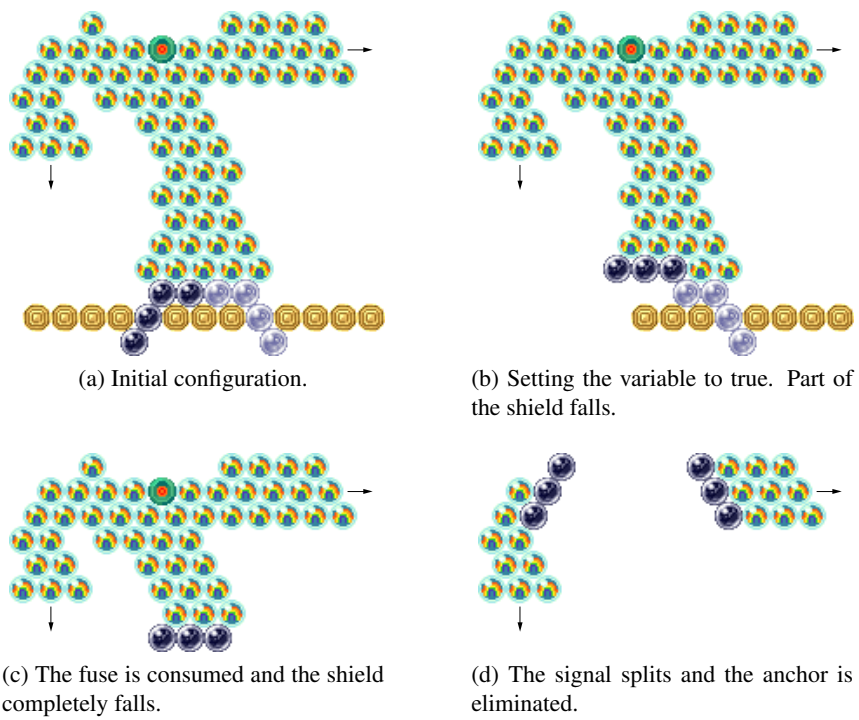 (a) Initial configuration.
(b) Setting the variable to true. Part of
the shield falls.
(c) The fuse is consumed and the shield
completely falls.
(d) The signal splits and the anchor is
eliminated.